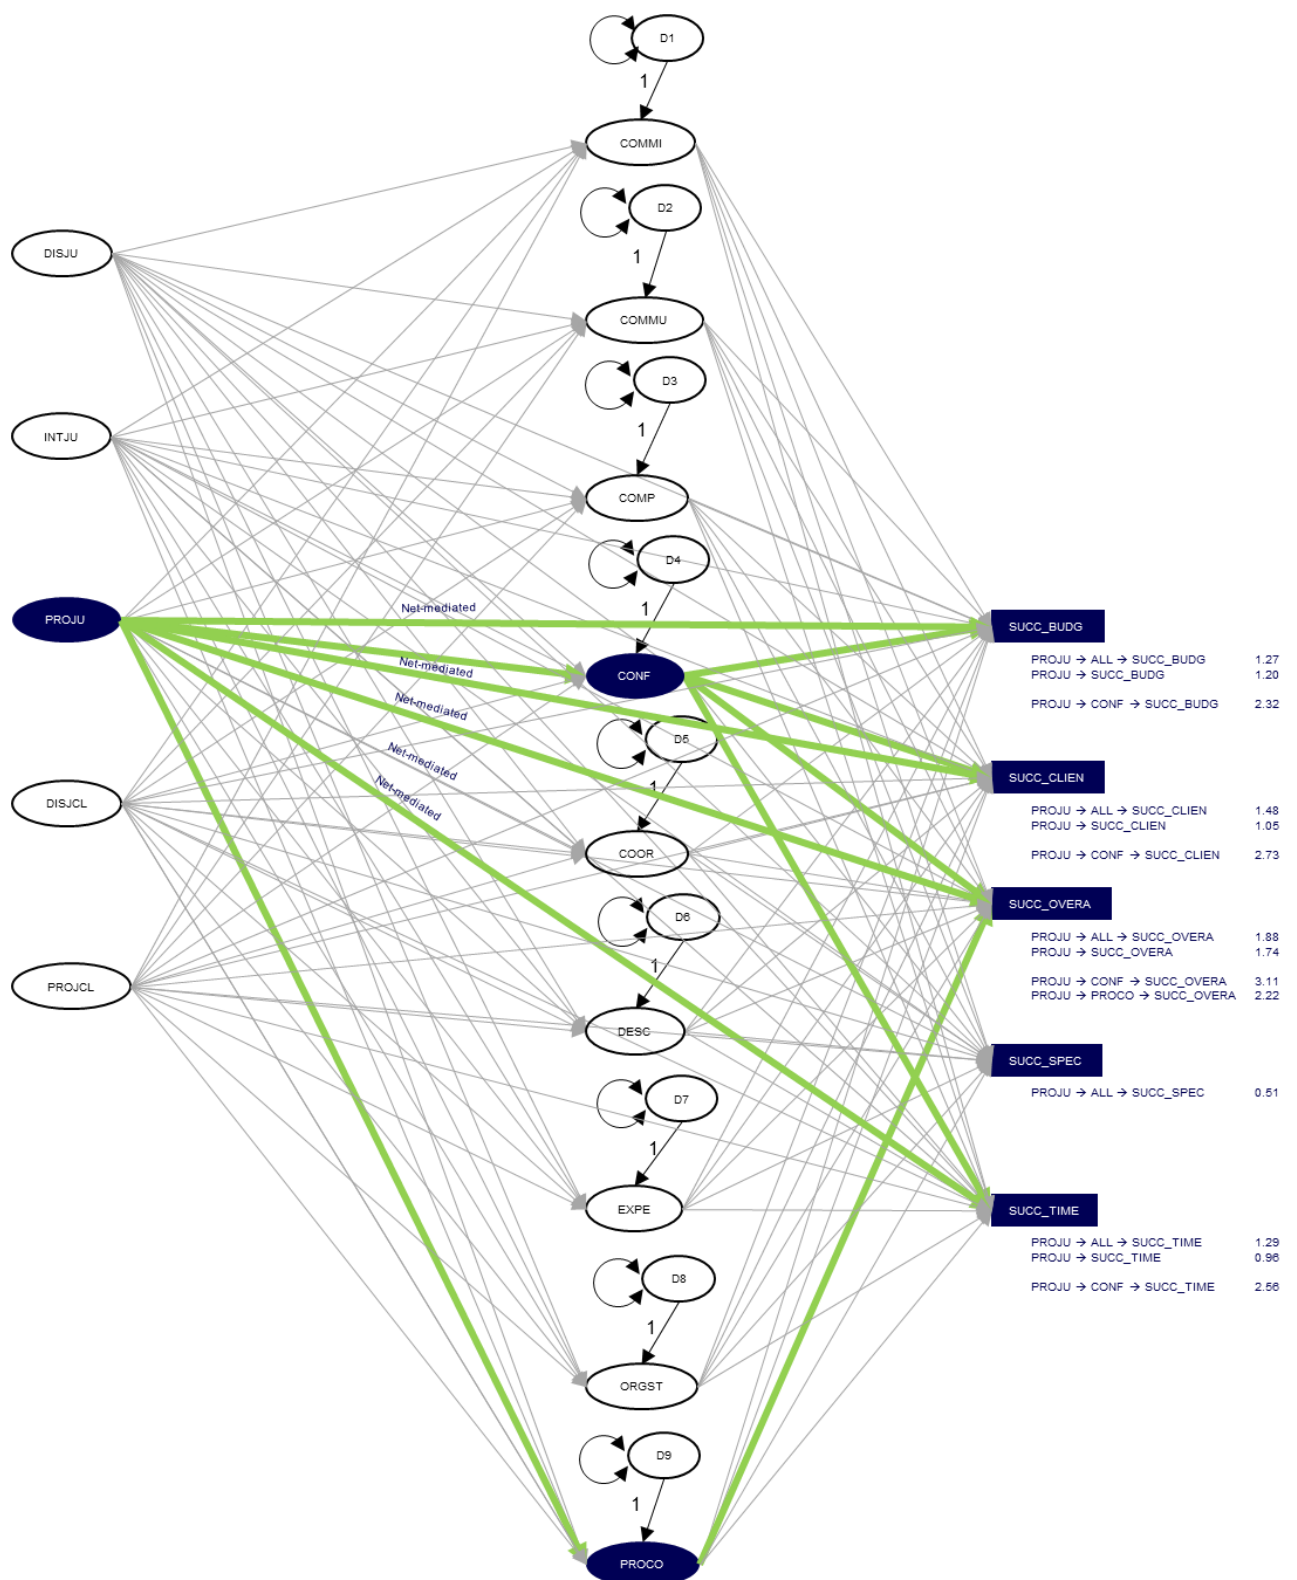 D1
1
COMMI
D2
DISJU
1
COMMU
D3
1
INTJU
COMP
D4
1
Net-mediated
PROJU
SUCC_BUDG
PROJU → ALL → SUCC_BUDG 1.27
PROJU → SUCC_BUDG 1.20
PROJU → CONF → SUCC_BUDG 2.32
Net-mediated
CONF
Net-mediated
D5
Net-mediated
1
SUCC_CLIEN
PROJU → ALL → SUCC_CLIEN 1.48
PROJU → SUCC_CLIEN 1.05
PROJU → CONF → SUCC_CLIEN 2.73
Net-mediated
DISJCL
COOR
SUCC_OVERA
PROJU → ALL → SUCC_OVERA 1.88
PROJU → SUCC_OVERA 1.74
PROJU → CONF → SUCC_OVERA 3.11
PROJU → PROCO → SUCC_OVERA 2.22
D6
1
PROJCL
DESC
SUCC_SPEC
PROJU → ALL → SUCC_SPEC 0.51
D7
1
EXPE
SUCC_TIME
PROJU → ALL → SUCC_TIME 1.29
PROJU → SUCC_TIME 0.96
PROJU → CONF → SUCC_TIME 2.56
D8
1
ORGST
D9
1
PROCO